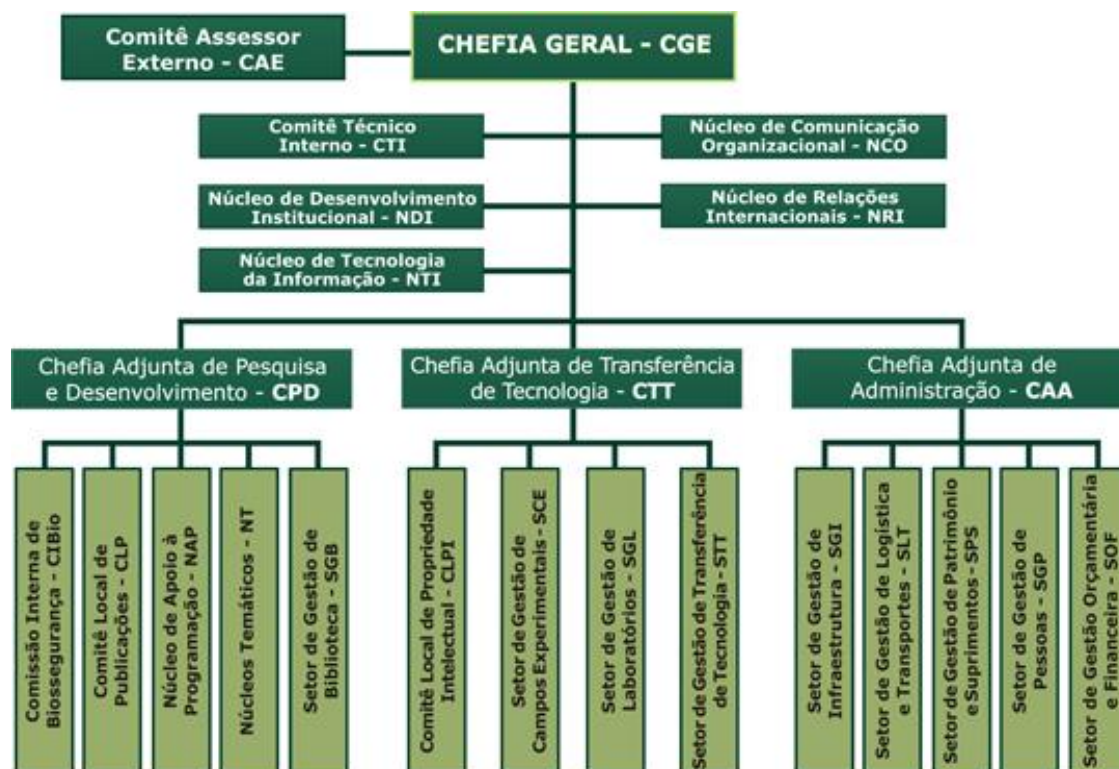 Comitê Assessor
Externo - CAE
CHEFIA GERAL - CGE
Comitê Técnico
Interno - CTI
Núcleo de Comunicação
Organizacional - NCO
Núcleo de Desenvolvimento
Institucional - NDI
Núcleo de Relações
Internacionais - NRI
Núcleo de Tecnologia
da Informação - NTI
Chefia Adjunta de Pesquisa
e Desenvolvimento - CPD
Chefia Adjunta de Transferência
de Tecnologia - CTT
Chefia Adjunta de
Administração - CAA
Comissão Interna de
Biossegurança - CIBio
Comitê Local de
Publicações - CLP
Núcleo de Apoio à
Programação - NAP
Núcleos Temáticos - NT
Setor de Gestão de
Biblioteca - SGB
Comitê Local de Propriedade
Intelectual - CLPI
Setor de Gestão de
Campos Experimentais - SCE
Setor de Gestão de
Laboratórios - SGL
Setor de Gestão de Transferência
de Tecnologia - STT
Setor de Gestão de
Infraestrutura - SGI
Setor de Gestão de Logística
e Transportes - SLT
Setor de Gestão de Patrimônio
e Suprimentos - SPS
Setor de Gestão de
Pessoas - SGP
Setor de Gestão Orçamentária
e Financeira - SOF